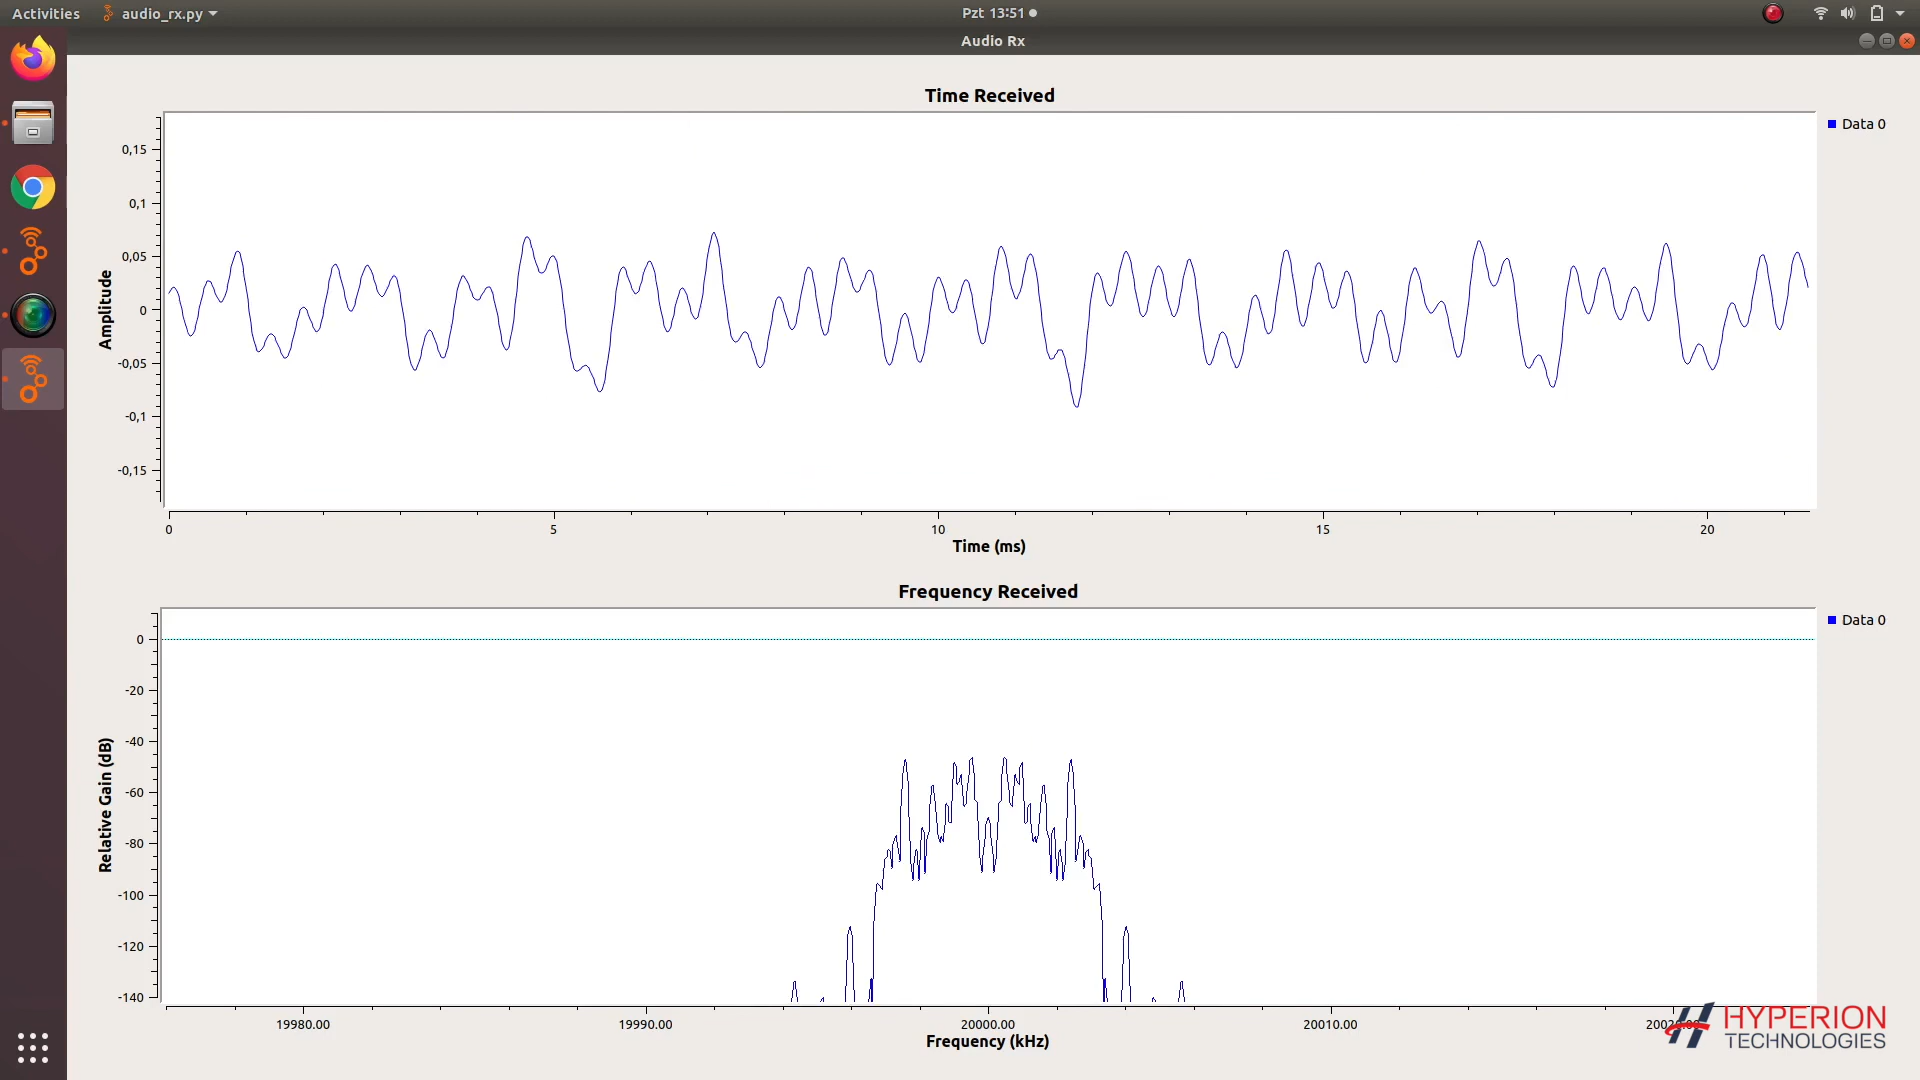 Activities audio_rx.py Pzt 13:51
Audio Rx
Time Received
Data 0
0,15
0,1
0,05
0
-0,05
-0,1
-0,15
Amplitude
0 5 10 15 20
Time (ms)
Frequency Received
Data 0
0
-20
-40
-60
-80
-100
-120
-140
Relative Gain (dB)
19980.00 19990.00 20000.00 20010.00
Frequency (kHz)
HYPERION
TECHNOLOGIES